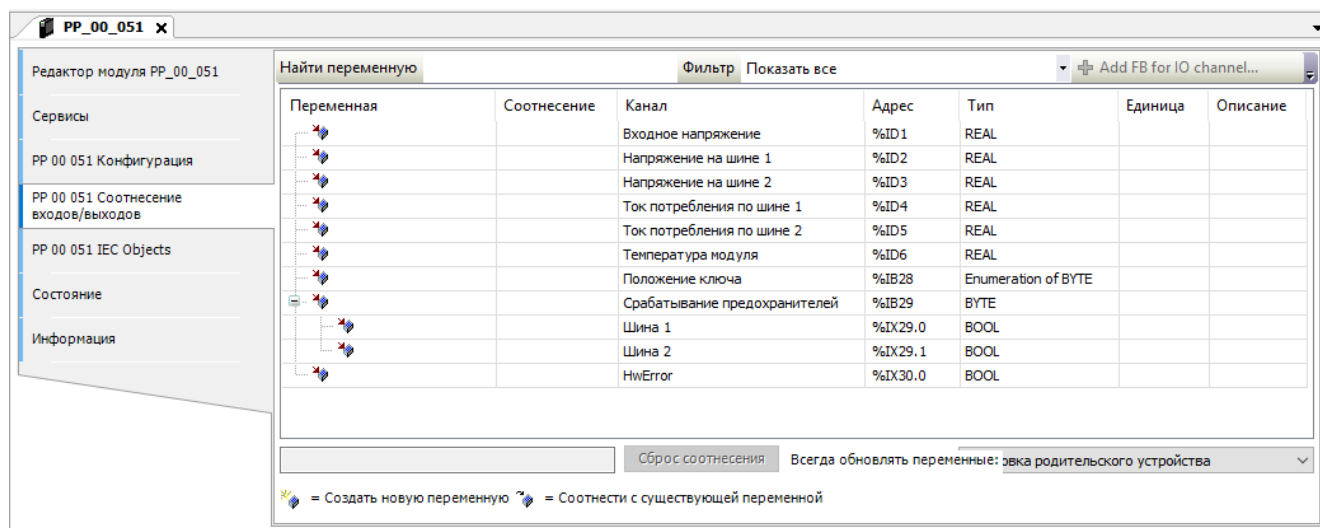 PP_00_051
Редактор модуля PP_00_051
Сервисы
PP 00 051 Конфигурация
PP 00 051 Соотнесение
входов/выходов
PP 00 051 IEC Objects
Состояние
Информация
Найти переменную Фильтр Показать все Add FB for IO channel...
Переменная Соотнесение Канал Адрес Тип Единица Описание
Входное напряжение %ID1 REAL
Напряжение на шине 1 %ID2 REAL
Напряжение на шине 2 %ID3 REAL
Ток потребления по шине 1 %ID4 REAL
Ток потребления по шине 2 %ID5 REAL
Температура модуля %ID6 REAL
Положение ключа %IB28 Enumeration of BYTE
Срабатывание предохранителей %IB29 BYTE
Шина 1 %IX29.0 BOOL
Шина 2 %IX29.1 BOOL
HwError %IX30.0 BOOL
Сброс соотнесения Всегда обновлять переменные: овка родительского устройства
= Создать новую переменную = Соотнести с существующей переменной